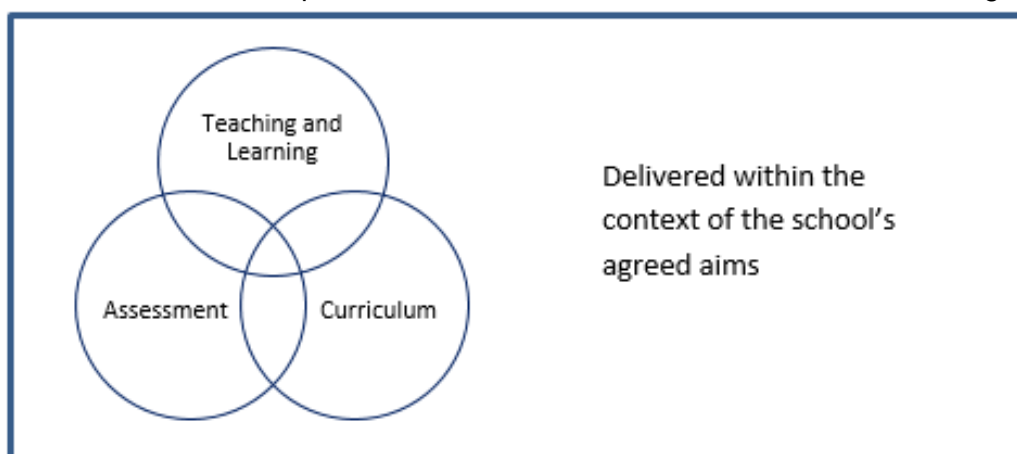 Teaching and
Learning
Assessment
Curriculum
Delivered within the
context of the school's
agreed aims